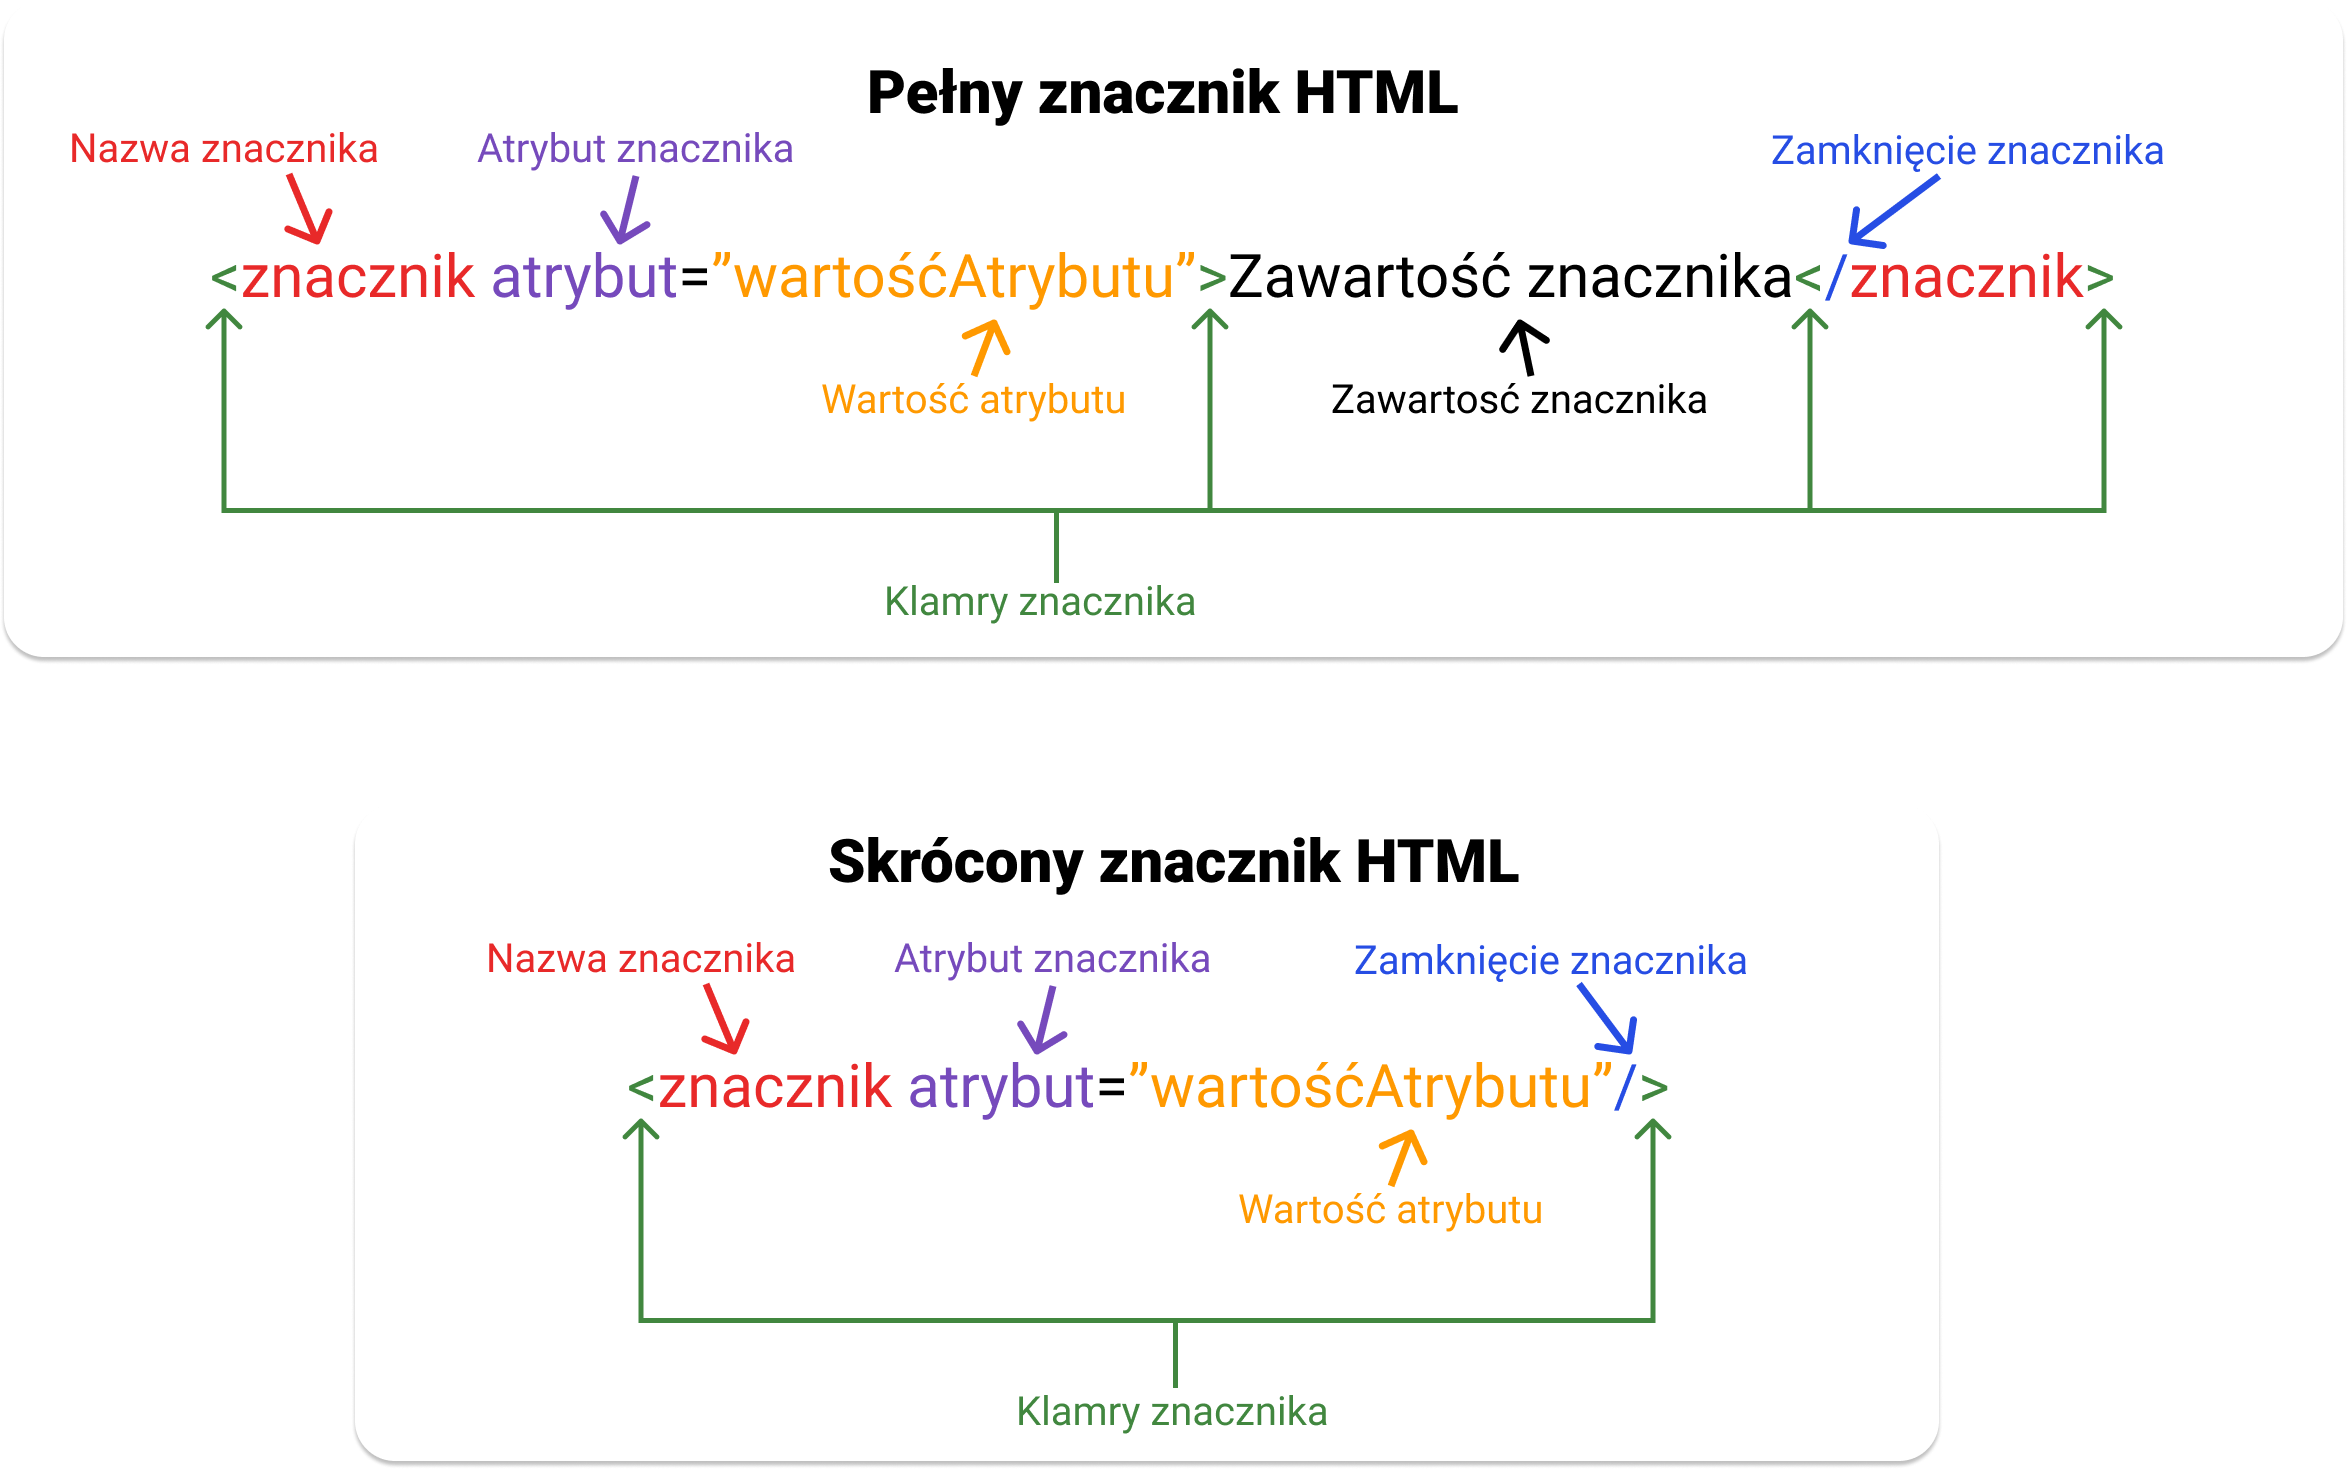 Pełny znacznik HTML
Nazwa znacznika
Atrybut znacznika
Zamknięcie znacznika
<znacznik atrybut=”wartośćAtrybutu”>Zawartość znacznika</znacznik>
Wartość atrybutu
Zawartosć znacznika
Klamry znacznika
Skrócony znacznik HTML
Nazwa znacznika
Atrybut znacznika
Zamknięcie znacznika
<znacznik atrybut=”wartośćAtrybutu”/>
Wartość atrybutu
Klamry znacznika